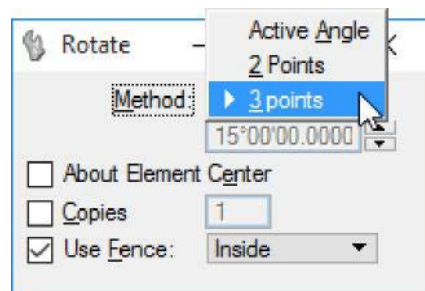 Rotate
Active Angle
2 Points
Method:
3 points
15°00'00.0000
About Element Center
Copies
1
Use Fence:
Inside